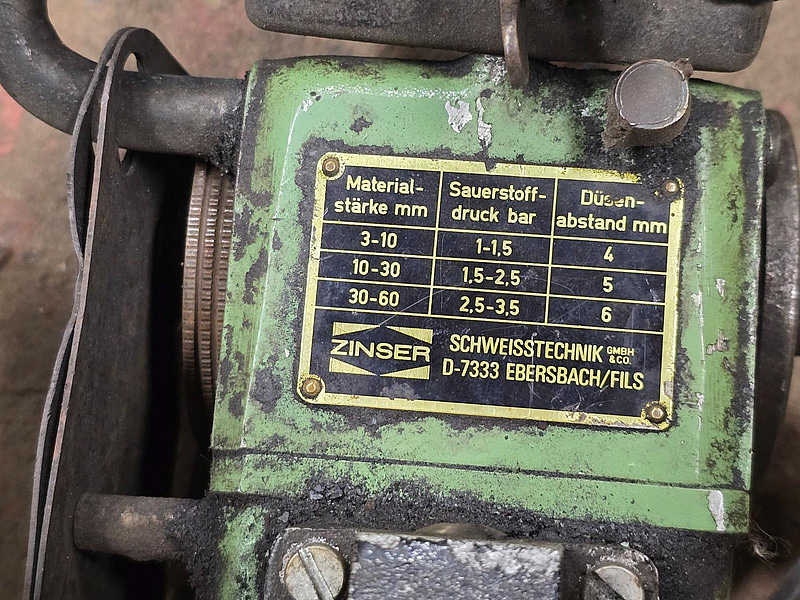 Material- Sauerstoff- Düsen-
stärke mm druck bar abstand mm
3-10 1-1,5 4
10-30 1,5-2,5 5
30-60 2,5-3,5 6
ZINSER SCHWEISSTECHNIK GMBH & CO.
D-7333 EBERSBACH/FILS